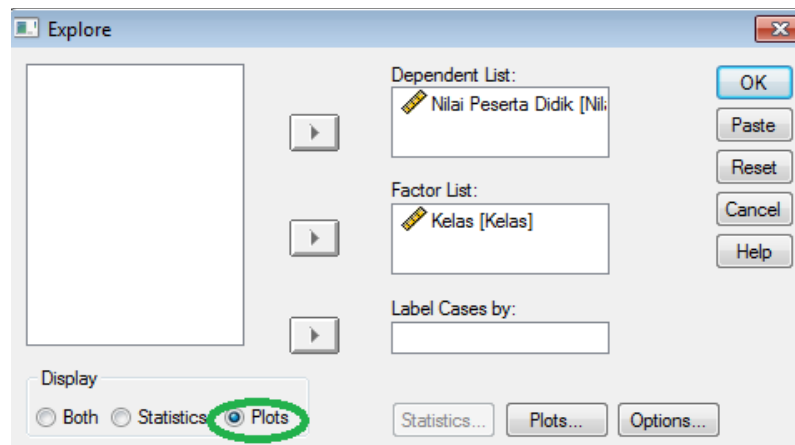 Explore
Dependent List:
Nilai Peserta Didik [Nil
Factor List:
Kelas [Kelas]
Label Cases by:
OK
Paste
Reset
Cancel
Help
Display
Both Statistics Plots
Statistics... Plots... Options...